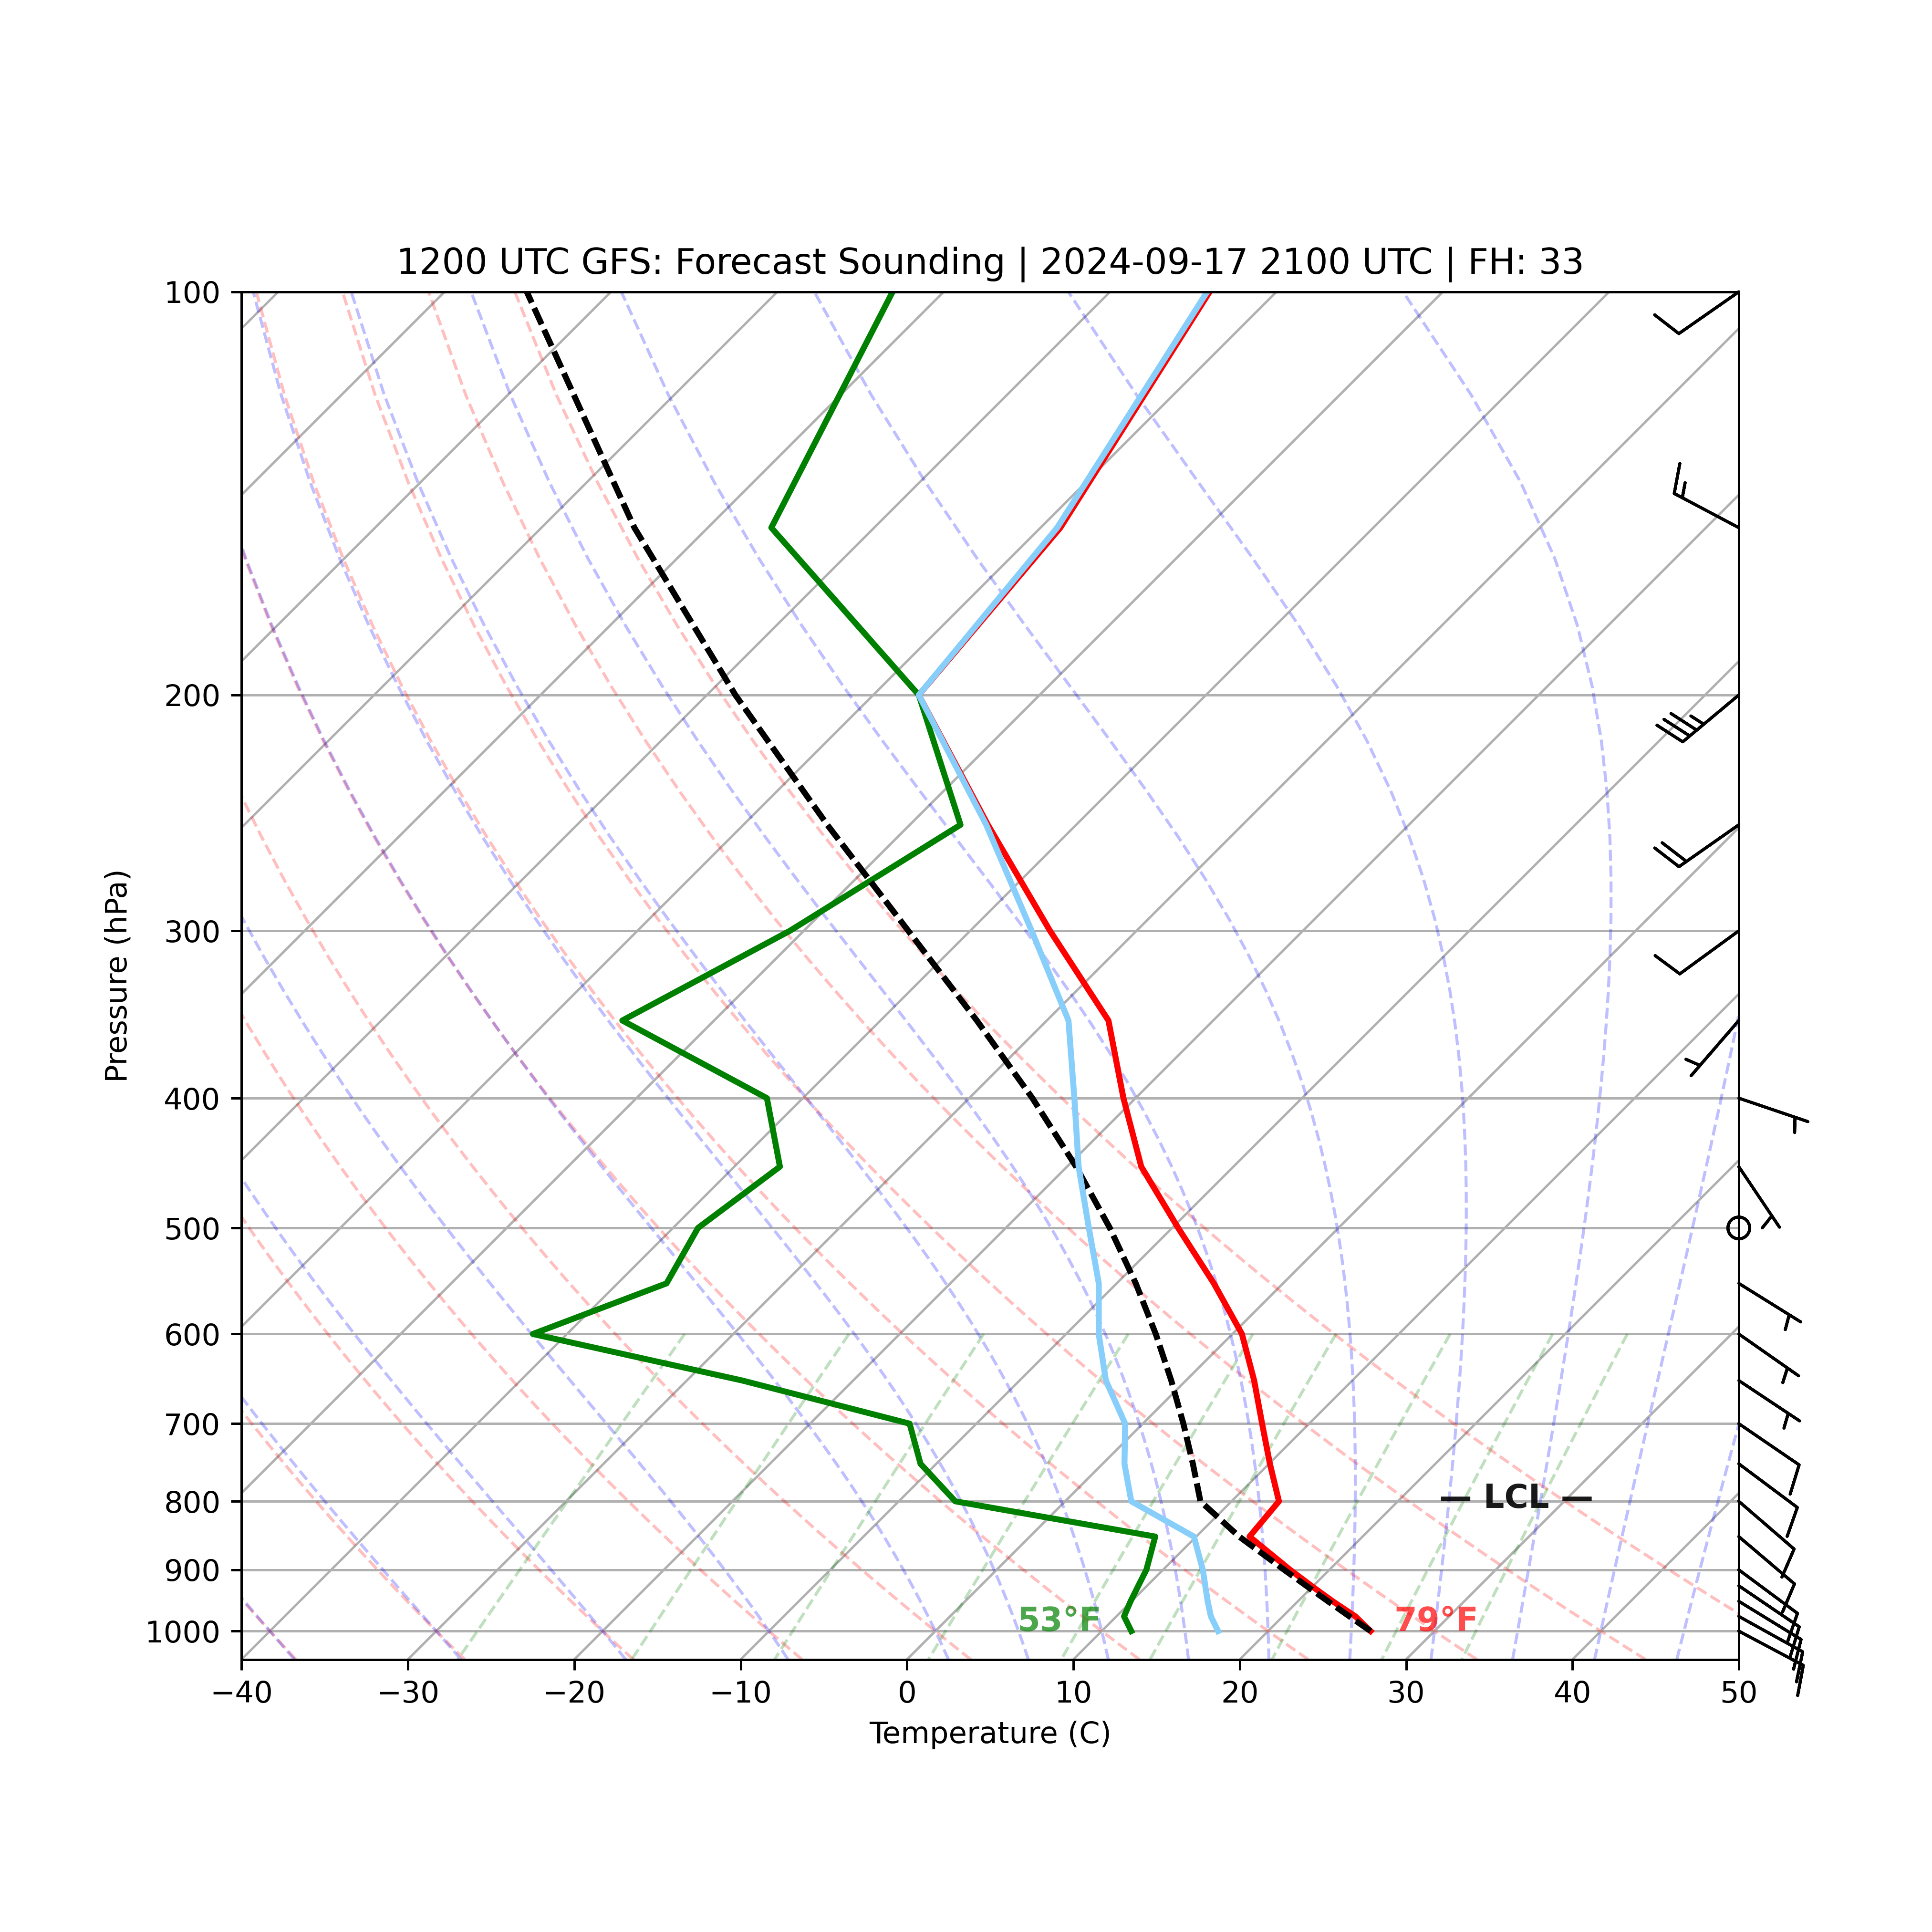 1200 UTC GFS: Forecast Sounding | 2024-09-17 2100 UTC | FH: 33
100
200
300
400
500
600
700
800
900
1000
Pressure (hPa)
— LCL —
53°F
79°F
−40 −30 −20 −10 0 10 20 30 40 50
Temperature (C)